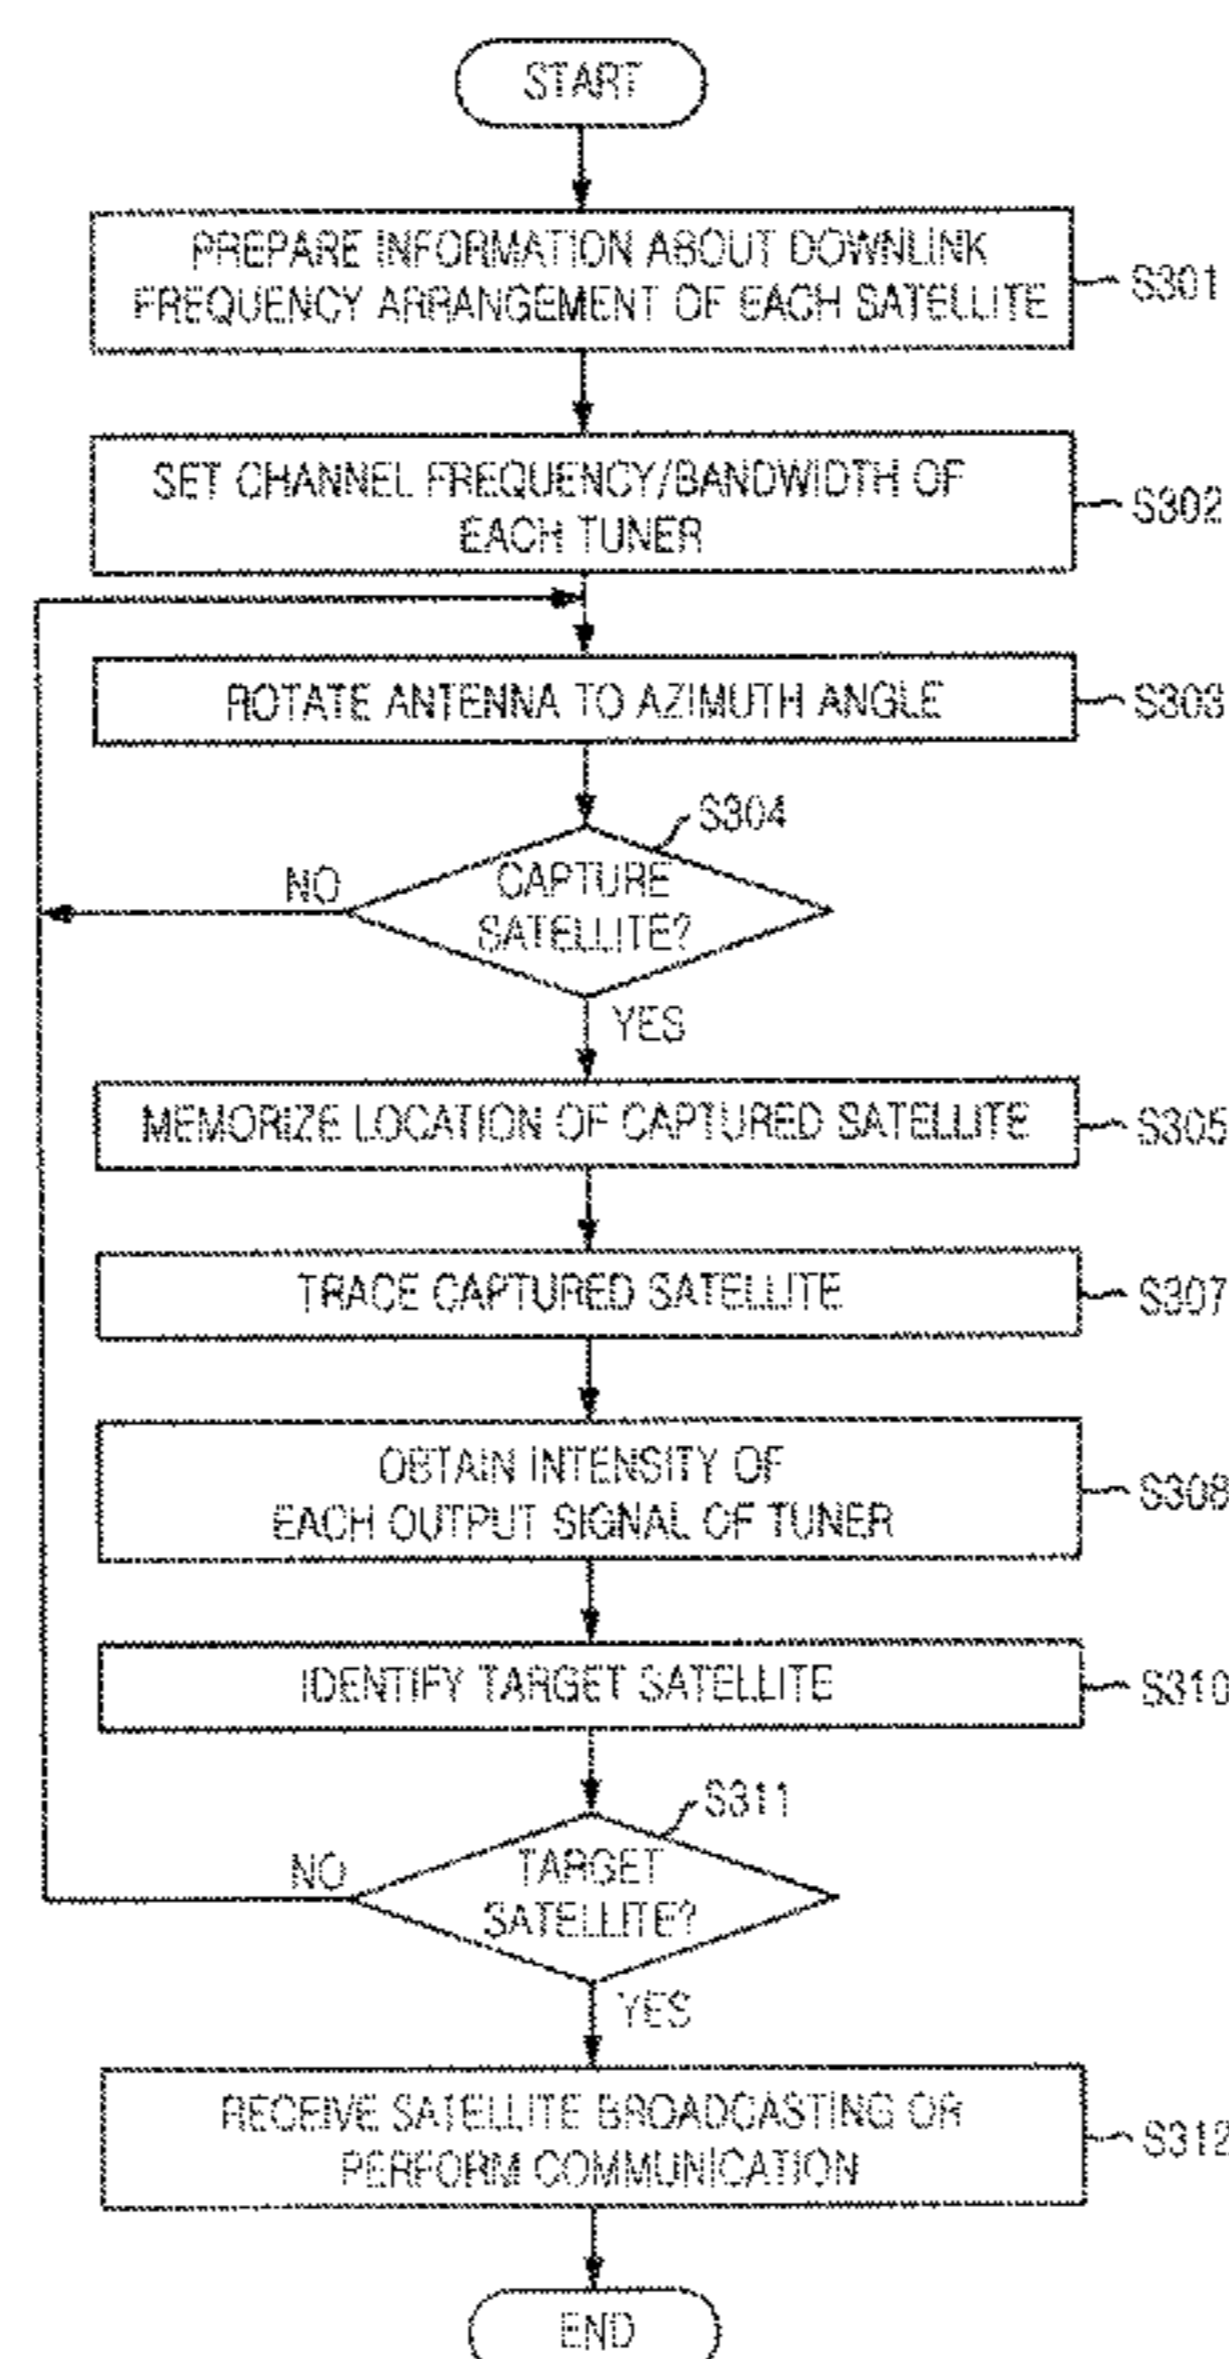 START
PREPARE INFORMATION ABOUT DOWNLINK
FREQUENCY ARRANGEMENT OF EACH SATELLITE
S301
SET CHANNEL FREQUENCY/BANDWIDTH OF
EACH TUNER
S302
ROTATE ANTENNA TO AZIMUTH ANGLE
S303
S304
NO
CAPTURE
SATELLITE?
YES
MEMORIZE LOCATION OF CAPTURED SATELLITE
S305
TRACE CAPTURED SATELLITE
S307
OBTAIN INTENSITY OF
EACH OUTPUT SIGNAL OF TUNER
S308
IDENTIFY TARGET SATELLITE
S310
S311
NO
TARGET
SATELLITE?
YES
RECEIVE SATELLITE BROADCASTING OR
PERFORM COMMUNICATION
S312
END